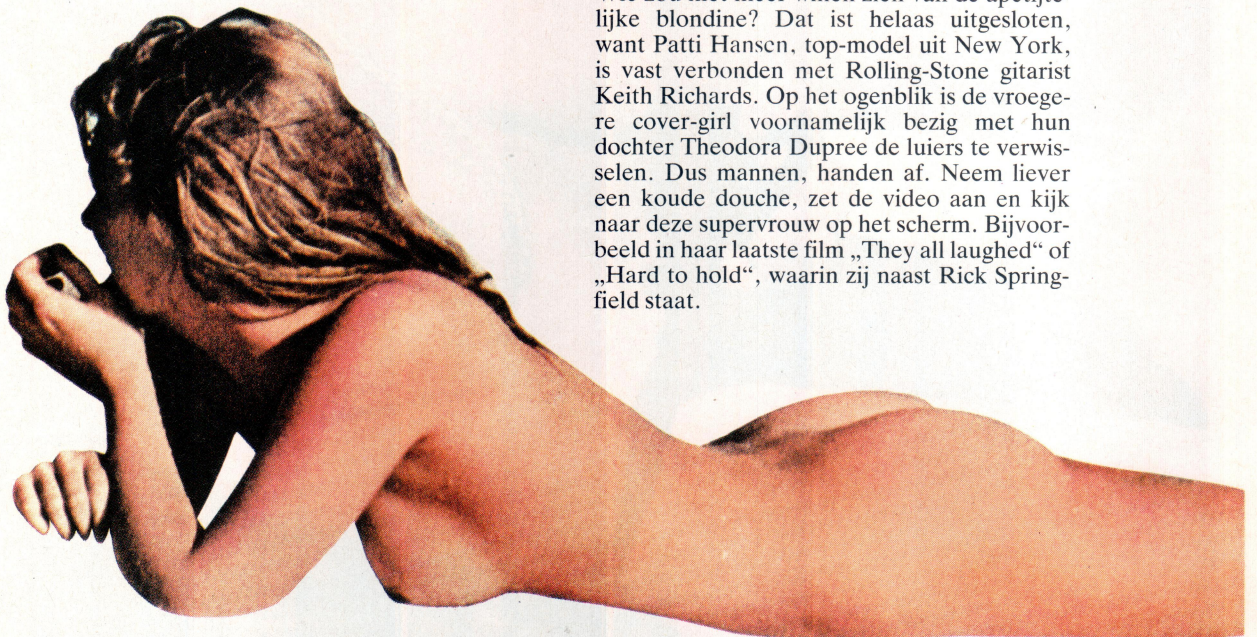 lijke blondine? Dat ist helaas uitgesloten,
want Patti Hansen, top-model uit New York,
is vast verbonden met Rolling-Stone gitarist
Keith Richards. Op het ogenblik is de vroege-
re cover-girl voornamelijk bezig met hun
dochter Theodora Dupree de luiers te verwis-
selen. Dus mannen, handen af. Neem liever
een koude douche, zet de video aan en kijk
naar deze supervrouw op het scherm. Bijvoor-
beeld in haar laatste film „They all laughed“ of
„Hard to hold“, waarin zij naast Rick Spring-
field staat.